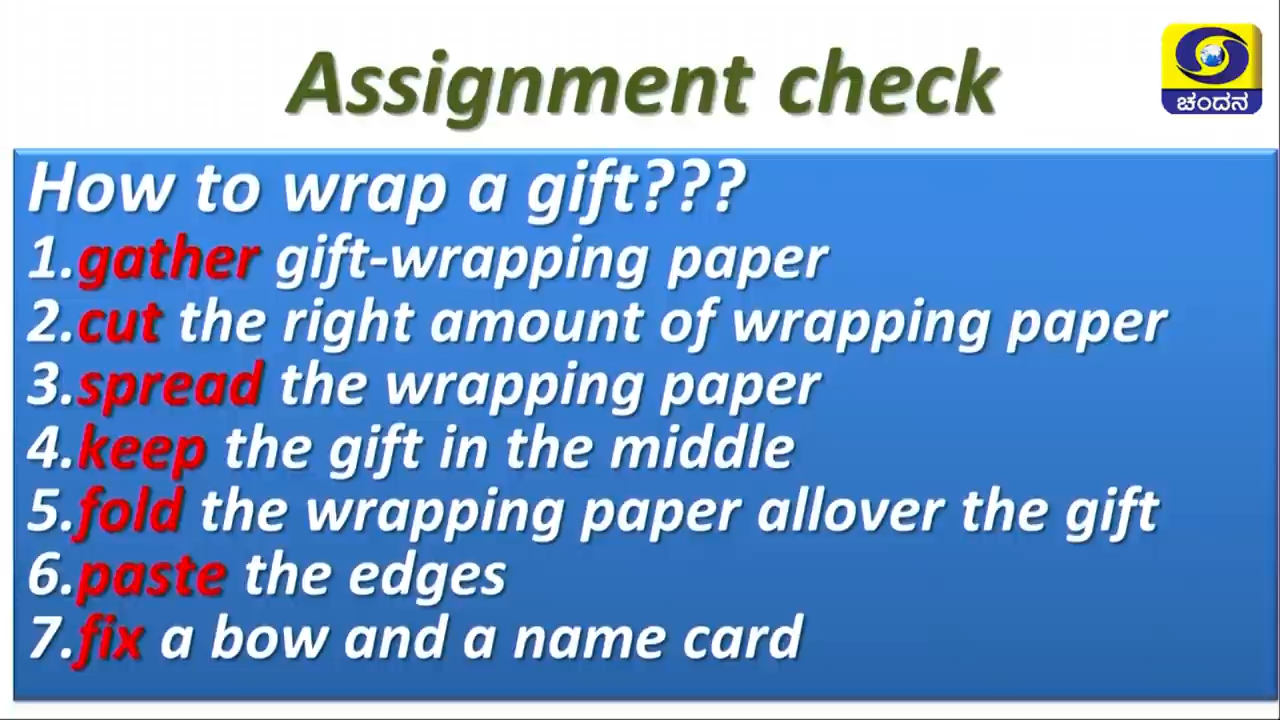 Assignment check
ಚಂದನ
How to wrap a gift???
1.gather gift-wrapping paper
2.cut the right amount of wrapping paper
3.spread the wrapping paper
4.keep the gift in the middle
5.fold the wrapping paper allover the gift
6.paste the edges
7.fix a bow and a name card